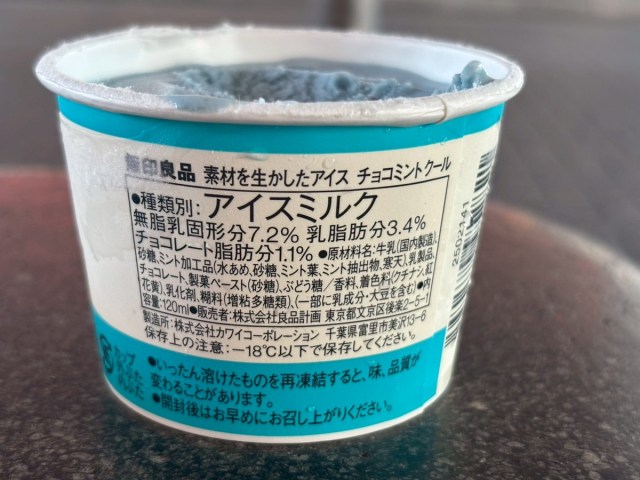 無印良品 素材を生かしたアイス チョコミントクール
●種類別:アイスミルク
無脂乳固形分7.2% 乳脂肪分3.4%
チョコレート脂肪分1.1% ●原材料名:牛乳(国内製造)、
砂糖、ミント加工品(水あめ、砂糖、ミント葉、ミント抽出物、寒天)、乳製品、
チョコレート、製菓ペースト(砂糖)、ぶどう糖/香料、着色料(クチナシ、紅
花黄)、乳化剤、糊料(増粘多糖類)、(一部に乳成分・大豆を含む)●内
容量:120ml●販売者:株式会社良品計画 東京都文京区後楽2-5-1
製造所:株式会社カワイコーポレーション 千葉県富里市美沢13-6
保存上の注意:-18℃以下で保存してください。
●いったん溶けたものを再凍結すると、味、品質が
変わることがあります。
●開封後はお早めにお召し上がりください。
カップ
外ぶた
内ぶた
2502141